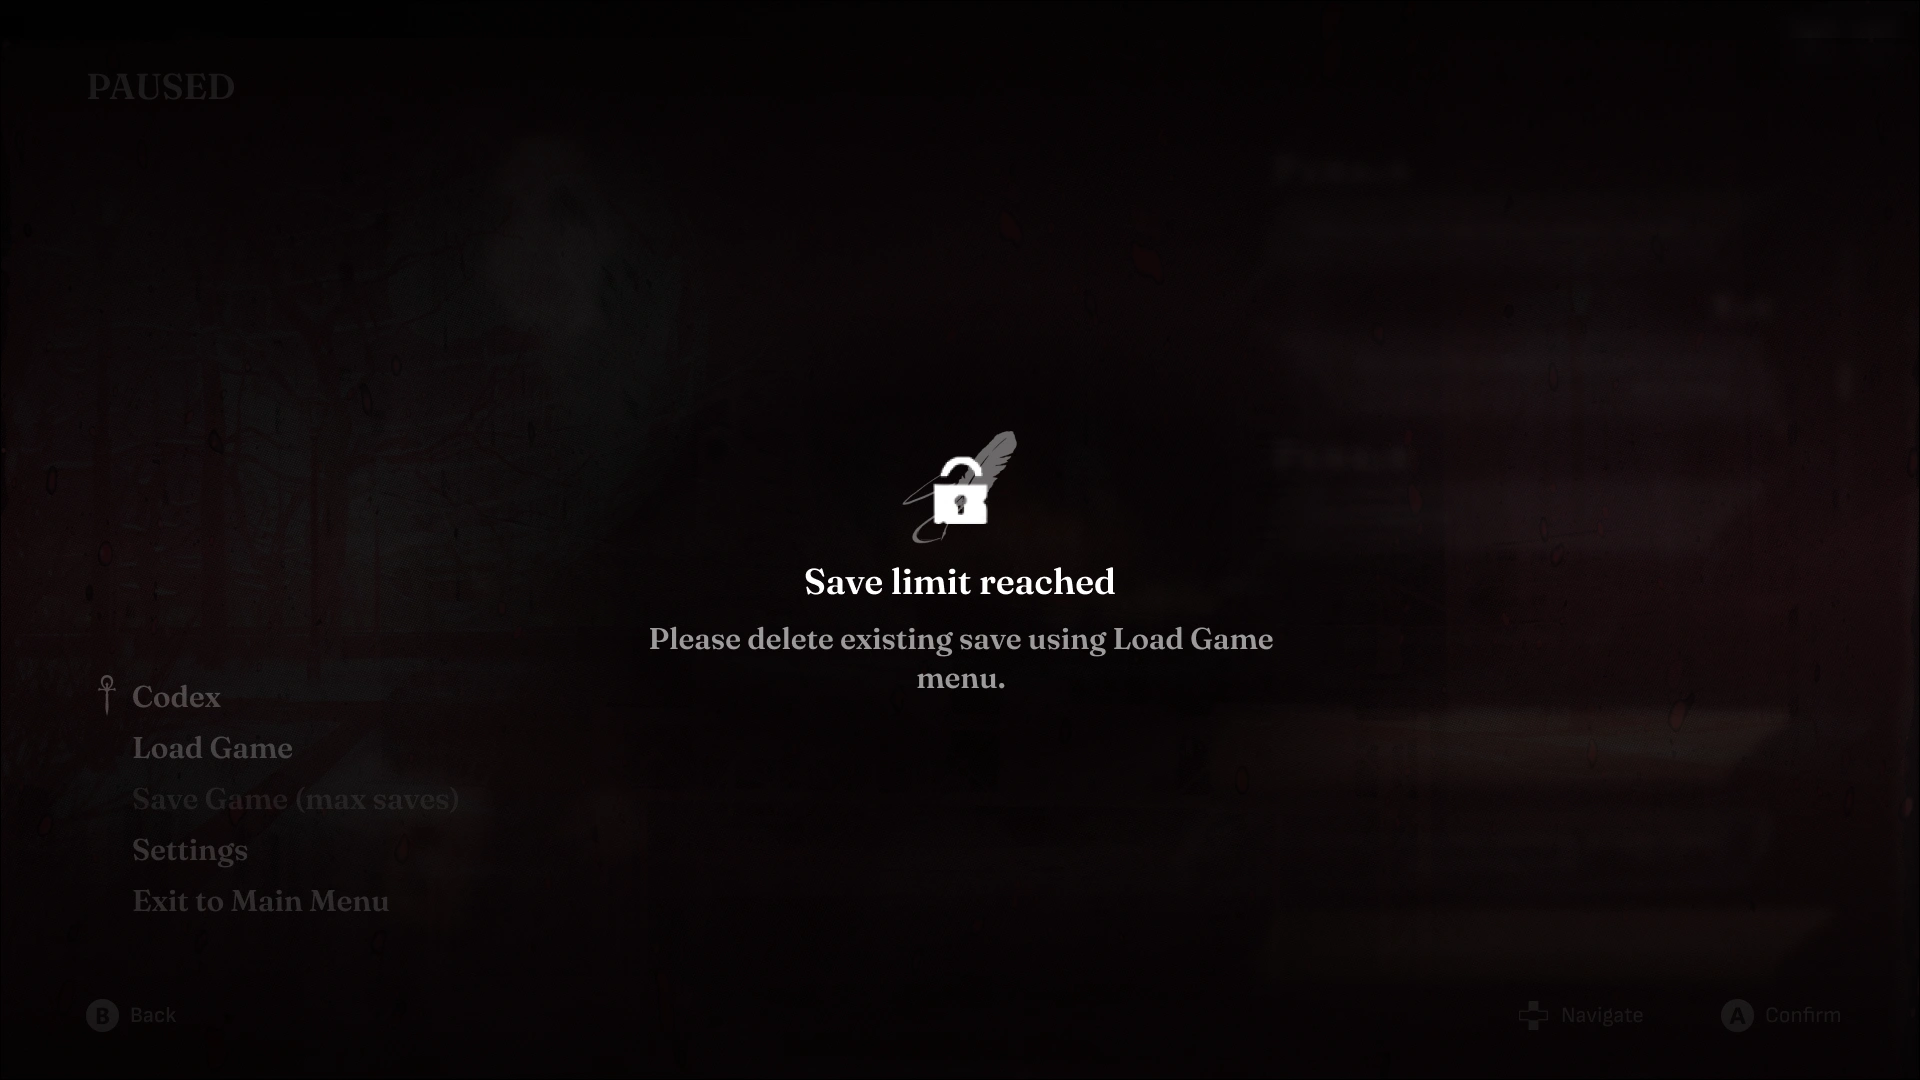 PAUSED
Save limit reached
Please delete existing save using Load Game
menu.
Codex
Load Game
Save Game (max saves)
Settings
Exit to Main Menu
B Back
Navigate
A Confirm